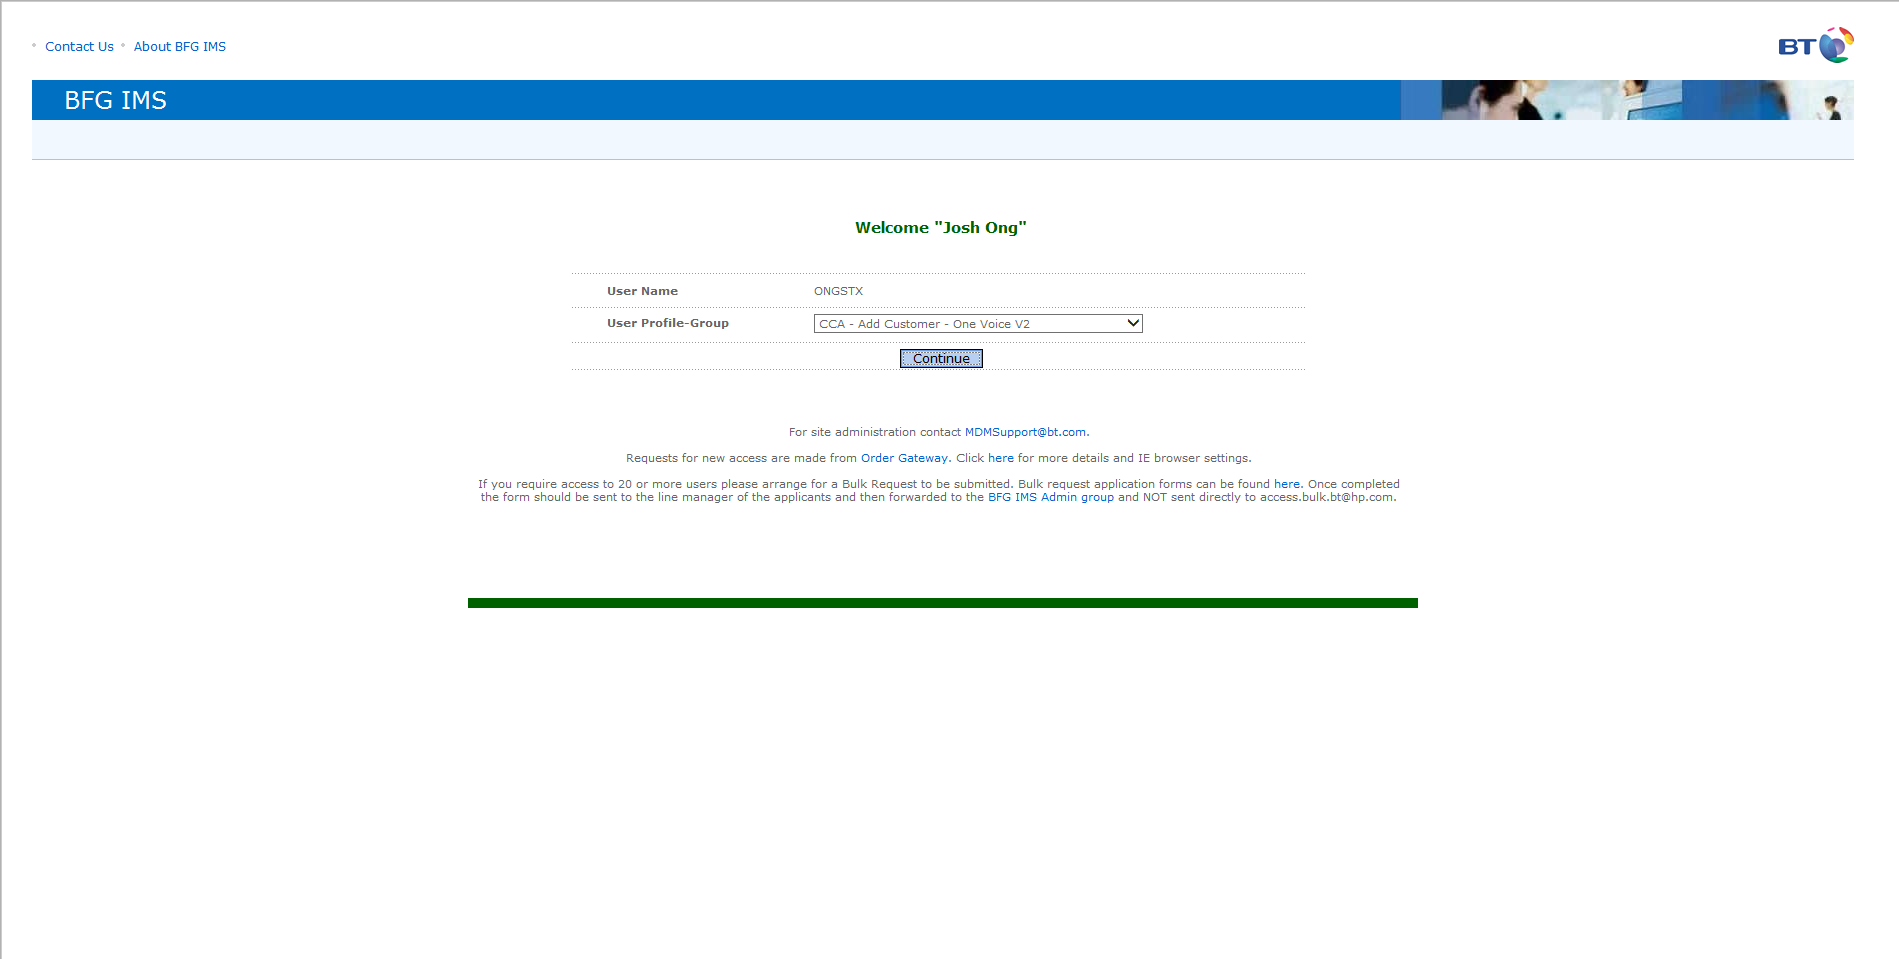 Contact Us About BFG IMS
BT
BFG IMS
Welcome "Josh Ong"
User Name ONGSTX
User Profile-Group CCA - Add Customer - One Voice V2
Continue
For site administration contact MDMSupport@bt.com.
Requests for new access are made from Order Gateway. Click here for more details and IE browser settings.
If you require access to 20 or more users please arrange for a Bulk Request to be submitted. Bulk request application forms can be found here. Once completed
the form should be sent to the line manager of the applicants and then forwarded to the BFG IMS Admin group and NOT sent directly to access.bulk.bt@hp.com.